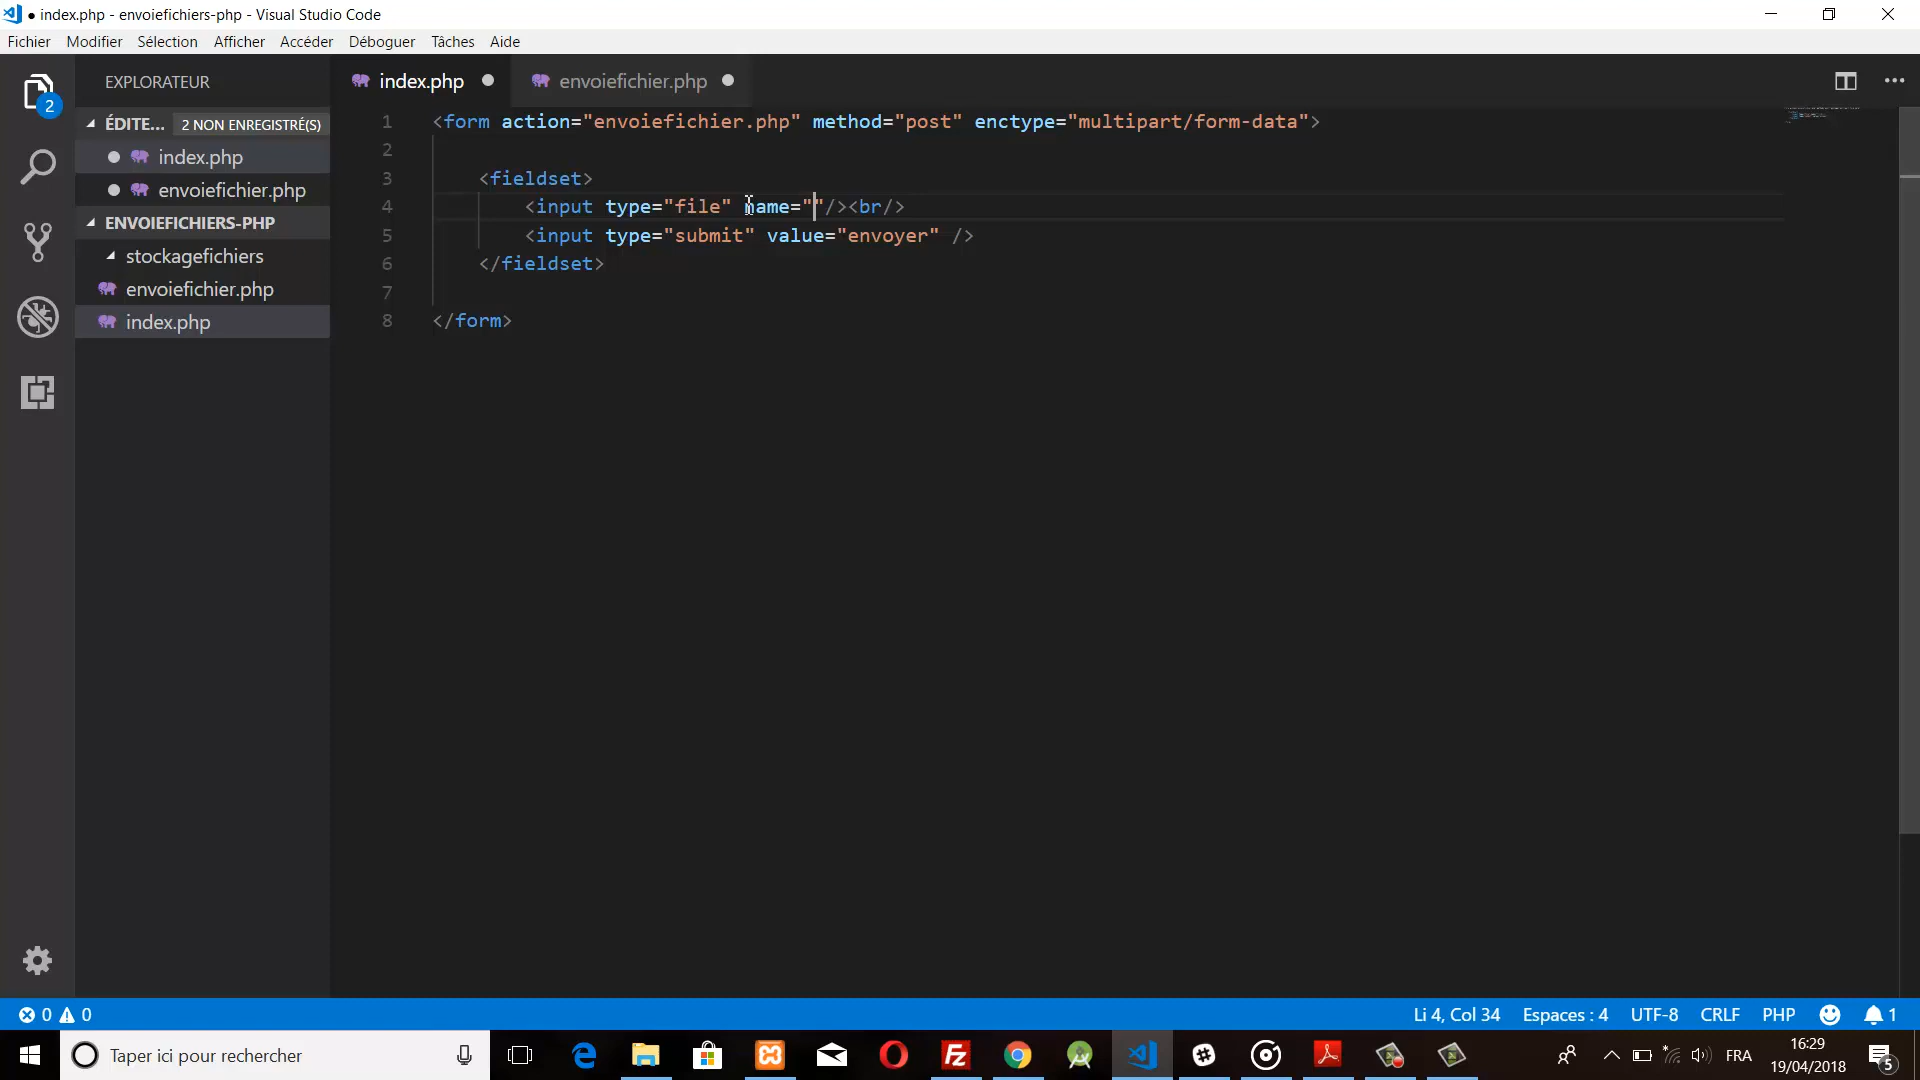 ● index.php - envoiefichiers-php - Visual Studio Code
Fichier Modifier Sélection Afficher Accéder Déboguer Tâches Aide
EXPLORATEUR
index.php
envoiefichier.php
ÉDITE... 2 NON ENREGISTRÉ(S)
index.php
envoiefichier.php
ENVOIEFICHIERS-PHP
stockagefichiers
envoiefichier.php
index.php
2
1 <form action="envoiefichier.php" method="post" enctype="multipart/form-data">
2
3 <fieldset>
4 <input type="file" name=""/><br/>
5 <input type="submit" value="envoyer" />
6 </fieldset>
7
8 </form>
0 0
Li 4, Col 34 Espaces : 4 UTF-8 CRLF PHP 1
Taper ici pour rechercher
FRA
16:29
19/04/2018
5